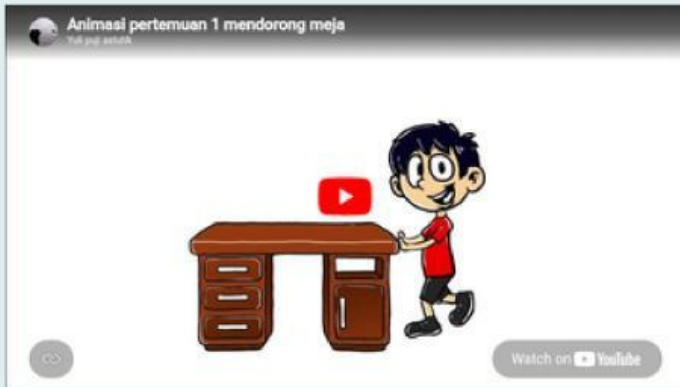 Animasi pertemuan 1 mendorong meja
Yuli puji astutik
Watch on YouTube